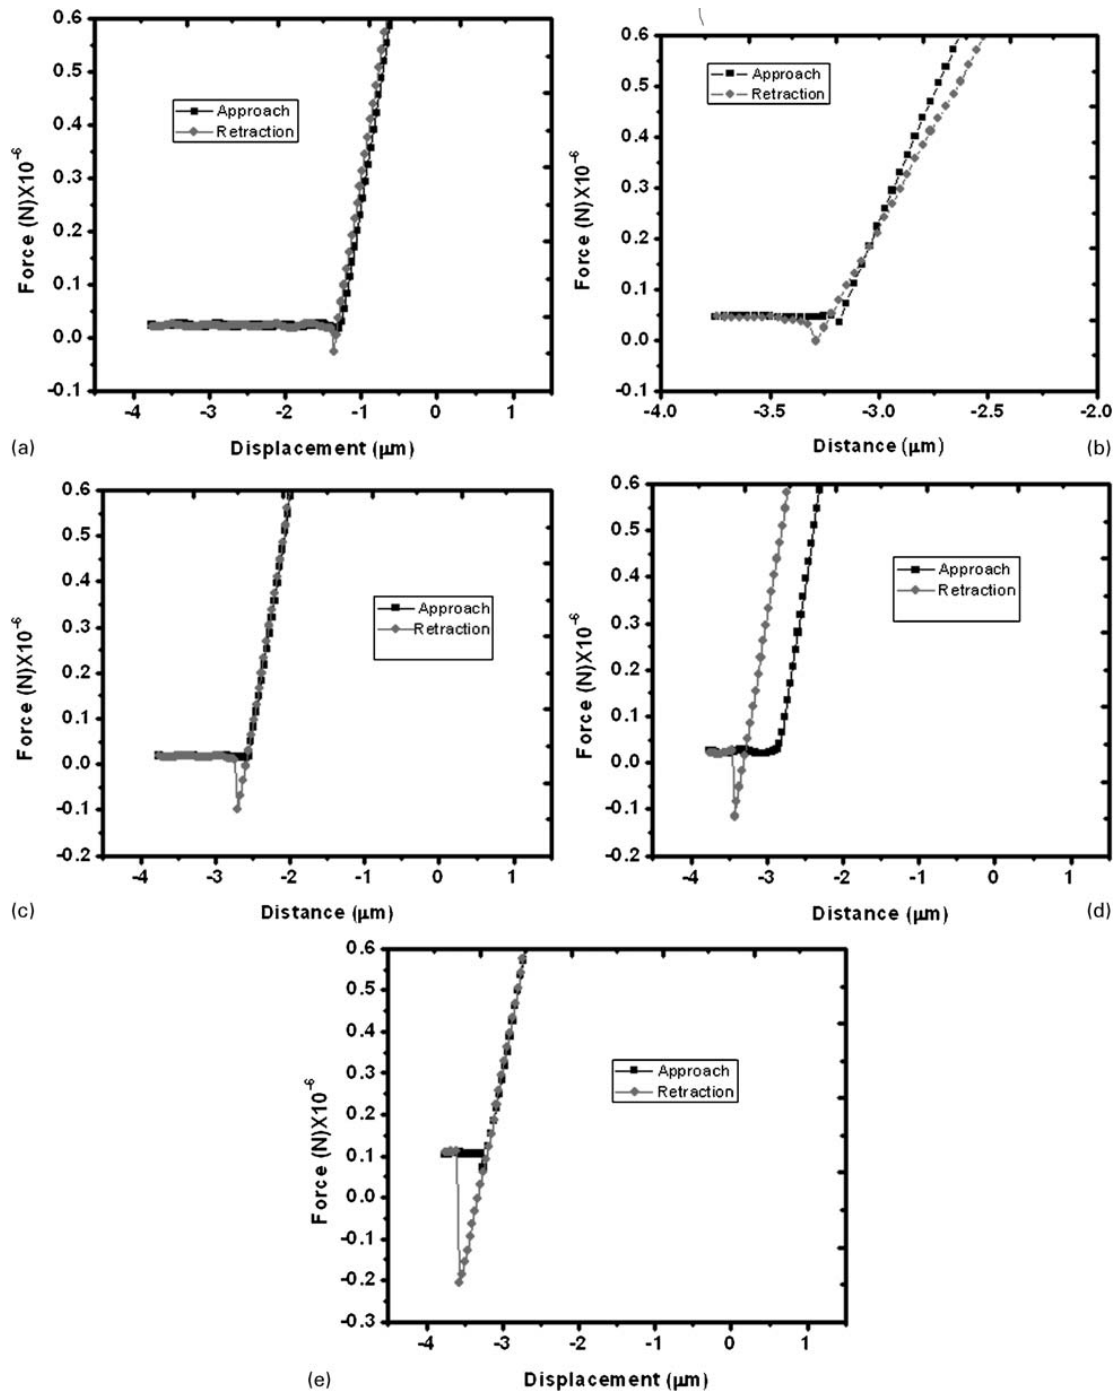 0.6
0.5
0.4
0.3
0.2
0.1
0.0
-0.1
Force (N)X10⁻⁶
Approach
Retraction
-4 -3 -2 -1 0 1
Displacement (μm)
(a)
0.6
0.5
0.4
0.3
0.2
0.1
0.0
-0.1
Force (N)X10⁻⁶
Approach
Retraction
-4.0 -3.5 -3.0 -2.5 -2.0
Distance (μm)
(b)
0.6
0.5
0.4
0.3
0.2
0.1
0.0
-0.1
-0.2
Force (N)X10⁻⁶
Approach
Retraction
-4 -3 -2 -1 0 1
Distance (μm)
(c)
0.6
0.5
0.4
0.3
0.2
0.1
0.0
-0.1
-0.2
Force (N)X10⁻⁶
Approach
Retraction
-4 -3 -2 -1 0 1
Distance (μm)
(d)
0.6
0.5
0.4
0.3
0.2
0.1
0.0
-0.1
-0.2
-0.3
Force (N)X10⁻⁶
Approach
Retraction
-4 -3 -2 -1 0 1
Displacement (μm)
(e)